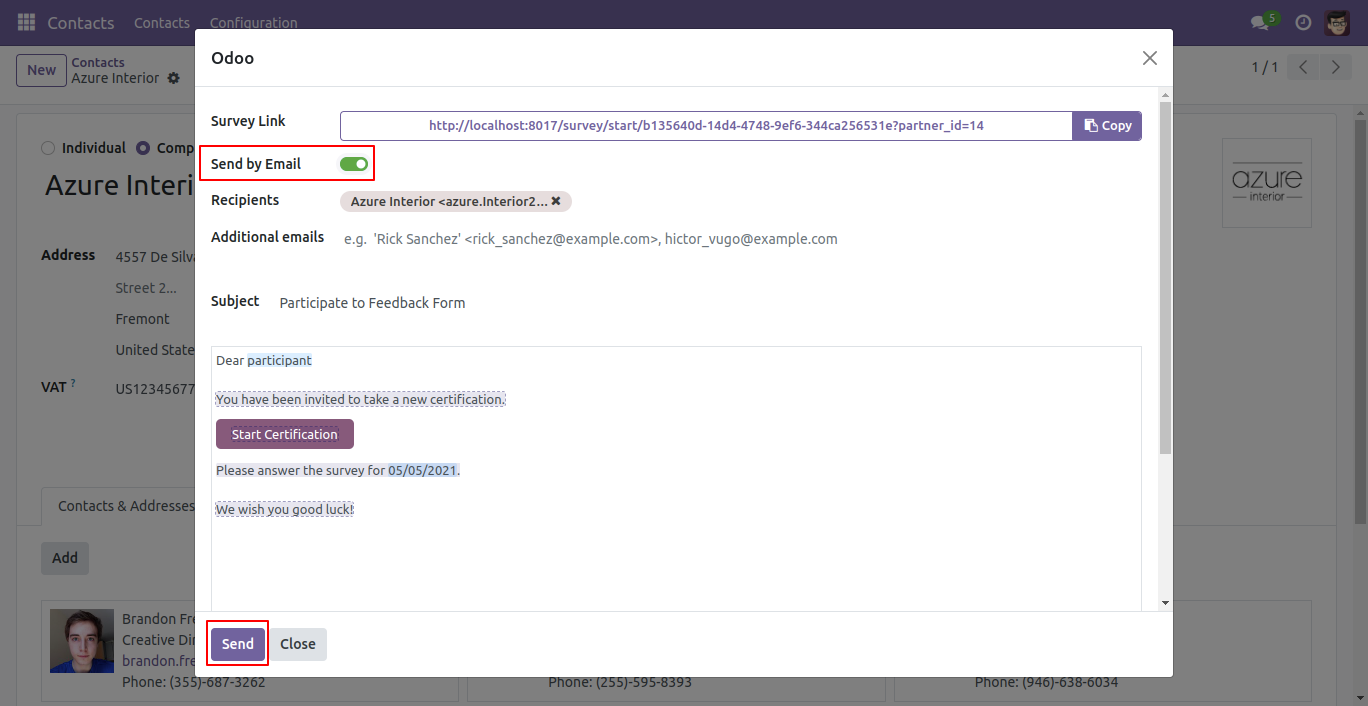 Contacts Contacts Configuration 5
New Contacts 1 / 1
Azure Interior
Odoo
Survey Link http://localhost:8017/survey/start/b135640d-14d4-4748-9ef6-344ca256531e?partner_id=14 Copy
Individual Comp
Send by Email
Azure Interi
Recipients Azure Interior <azure.Interior2...
azure
interior
Additional emails e.g. 'Rick Sanchez' <rick_sanchez@example.com>, hictor_vugo@example.com
Address 4557 De Silva
Street 2...
Subject Participate to Feedback Form
Fremont
United State
Dear participant
VAT ? US12345677
You have been invited to take a new certification.
Start Certification
Please answer the survey for 05/05/2021.
Contacts & Addresses
We wish you good luck!
Add
Brandon Fre
Creative Dir
brandon.fre
Send Close
Phone: (355)-687-3262 Phone: (255)-595-8393 Phone: (946)-638-6034